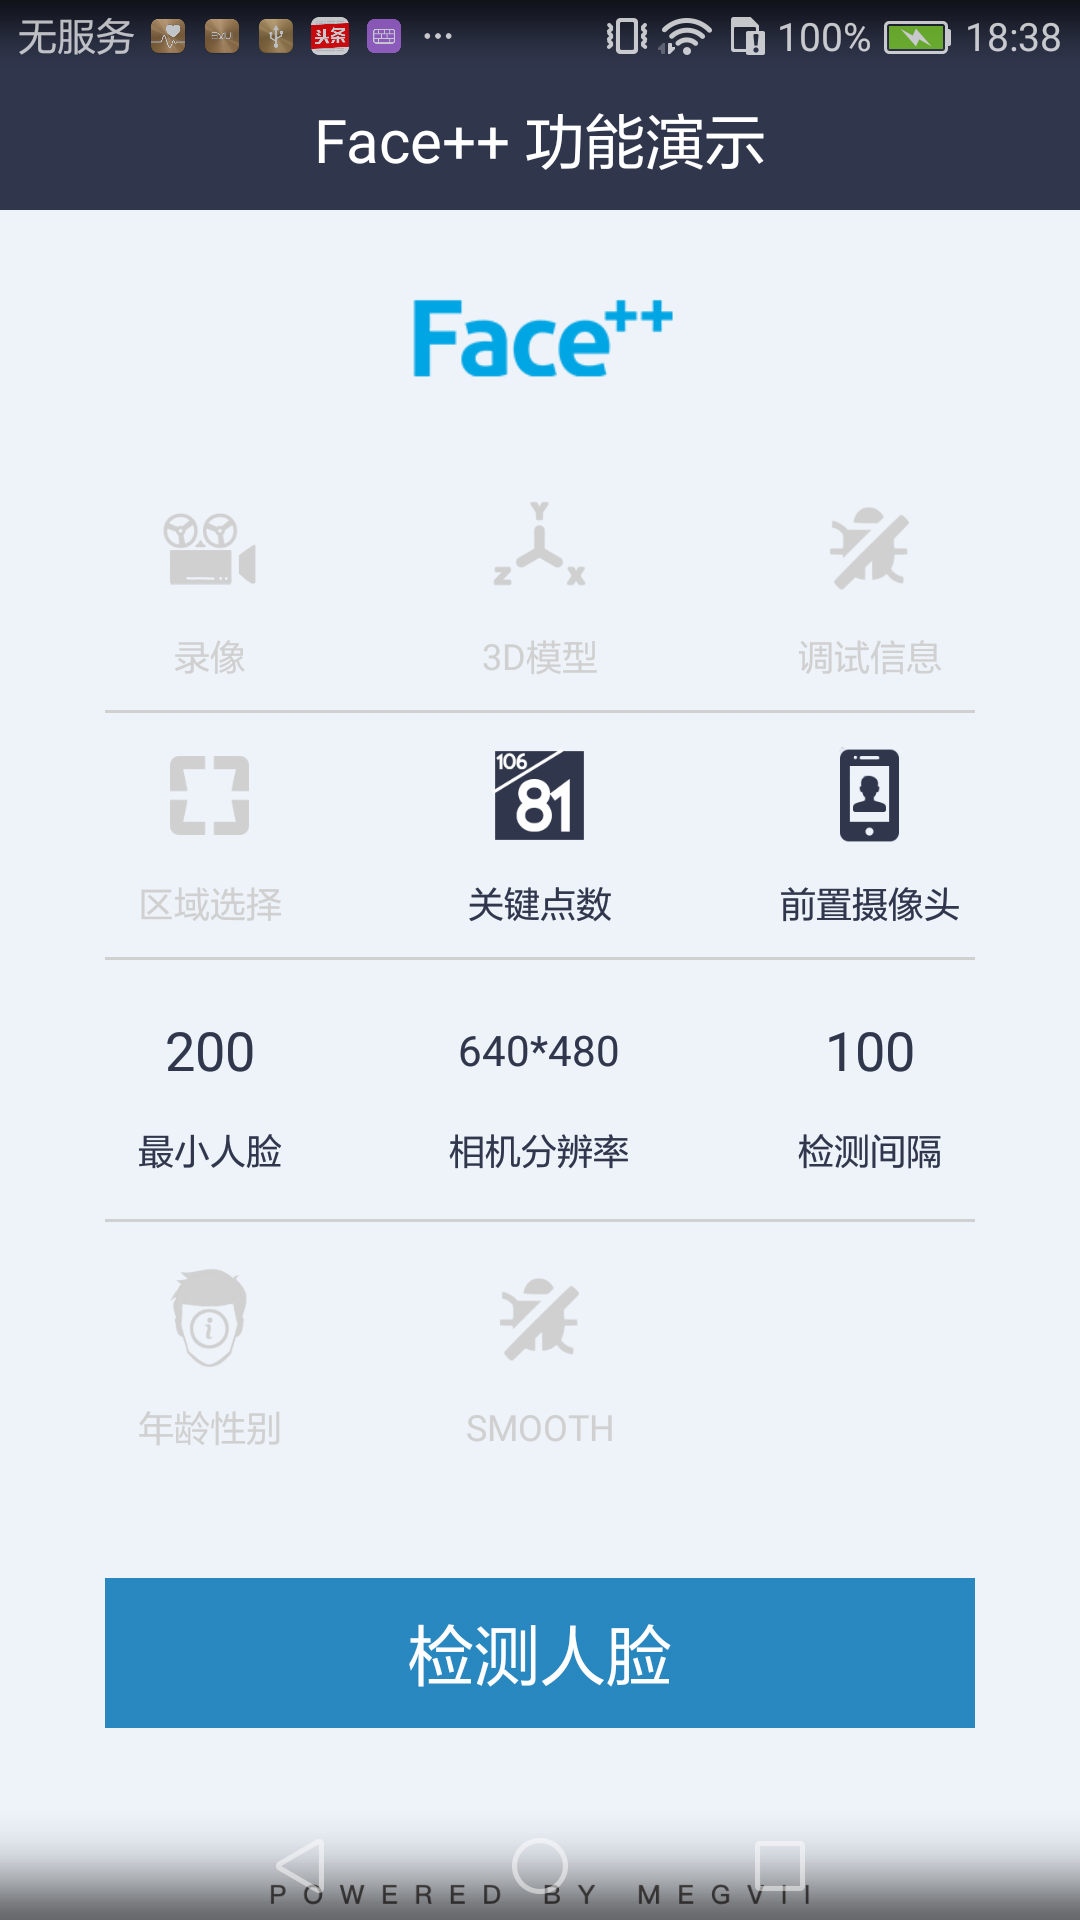 无服务 EXU 头条 100% 18:38
Face++ 功能演示
Face++
Y
Z X
录像 3D模型 调试信息
106
81
区域选择 关键点数 前置摄像头
200 640*480 100
最小人脸 相机分辨率 检测间隔
i
年龄性别 SMOOTH
检测人脸
POWERED BY MEGVII